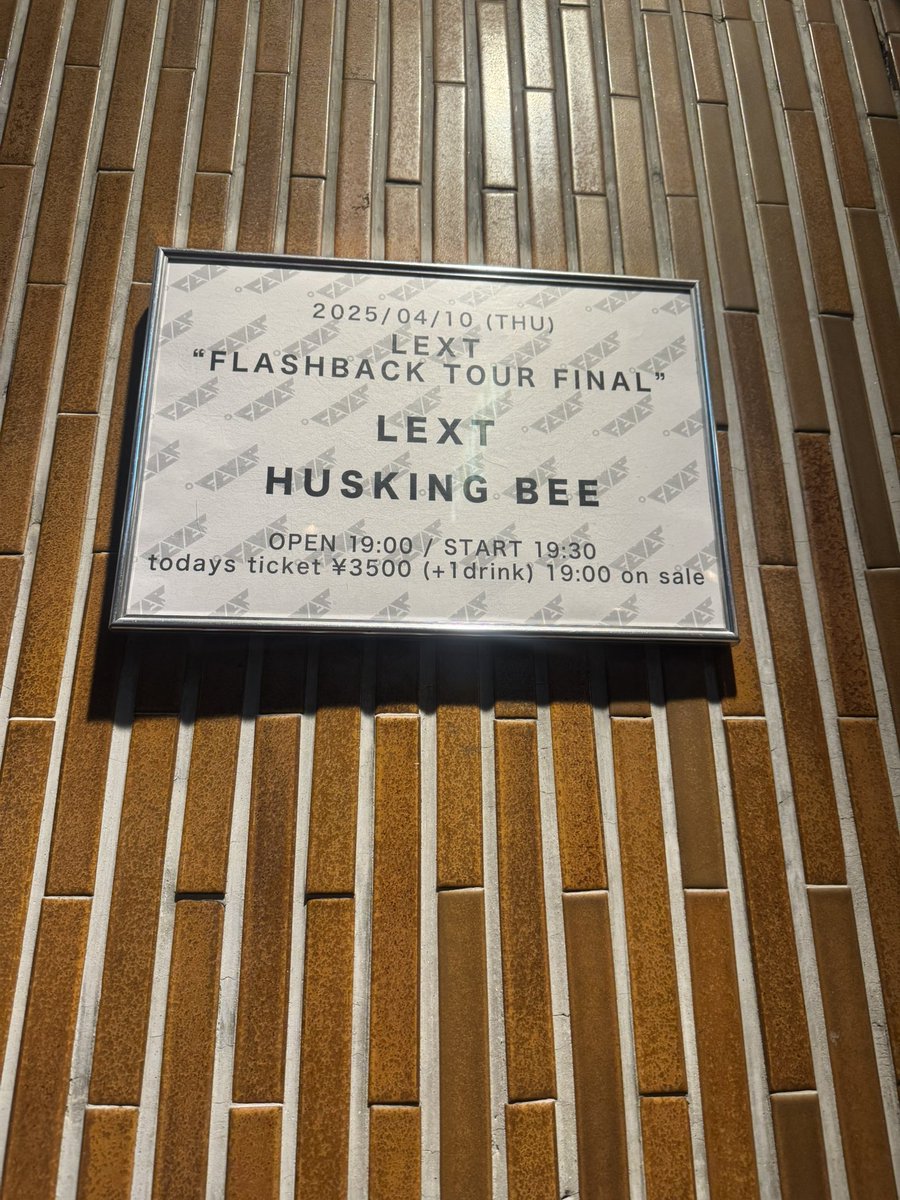 2025/04/10 (THU)
LEXT
“FLASHBACK TOUR FINAL”
LEXT
HUSKING BEE
OPEN 19:00 / START 19:30
todays ticket ¥3500 (+1drink) 19:00 on sale